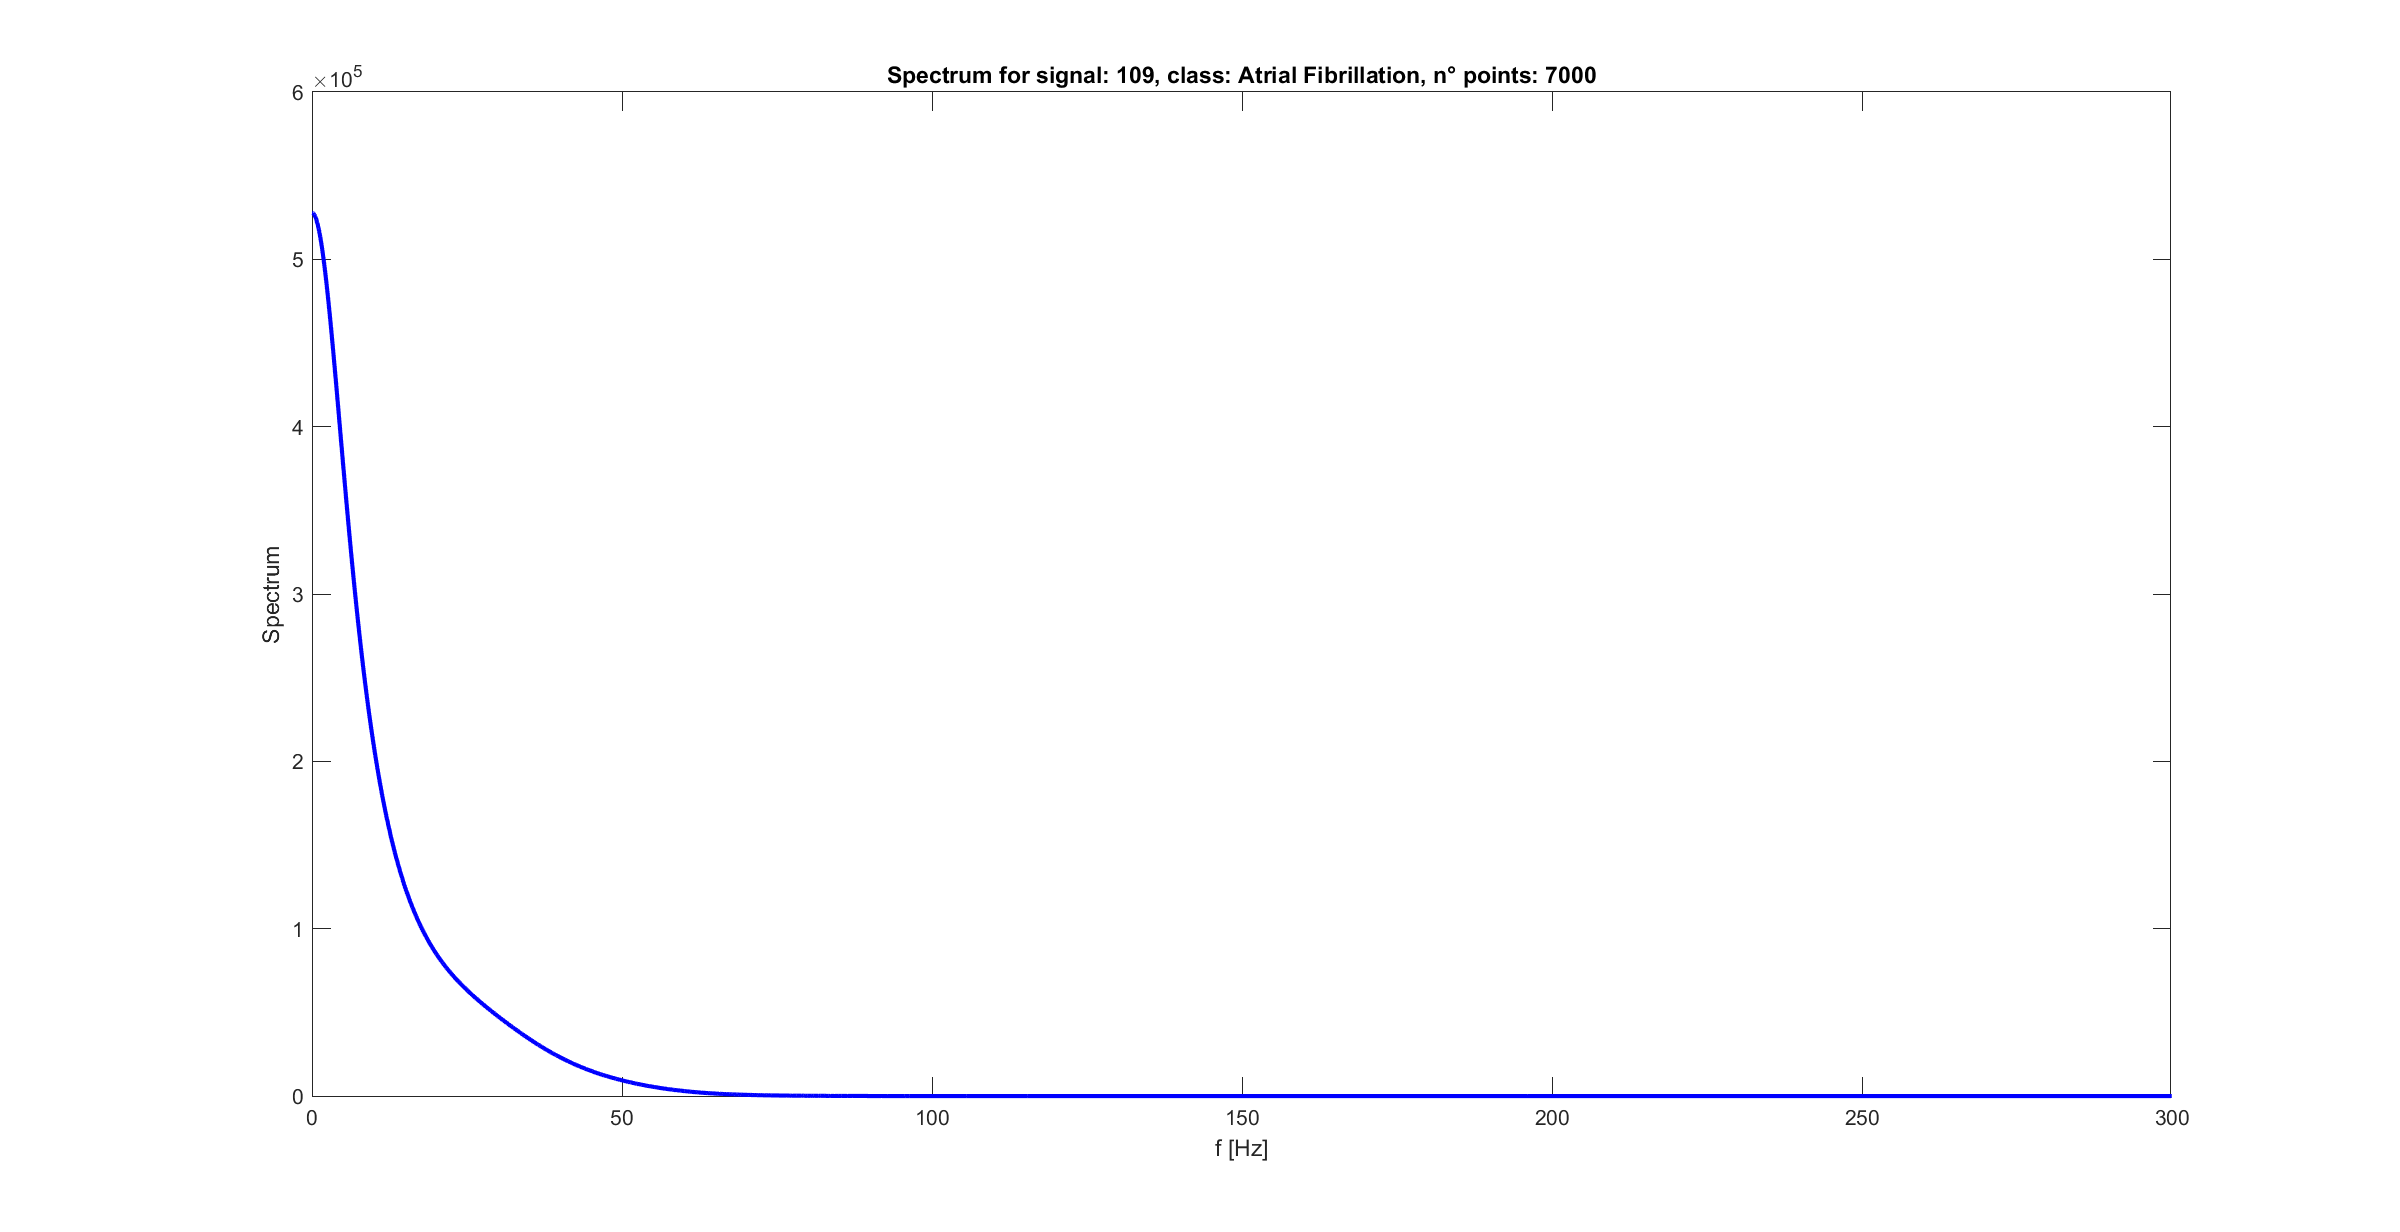 Spectrum for signal: 109, class: Atrial Fibrillation, n° points: 7000
×10^5
6
5
4
3
2
1
0
Spectrum
0 50 100 150 200 250 300
f [Hz]